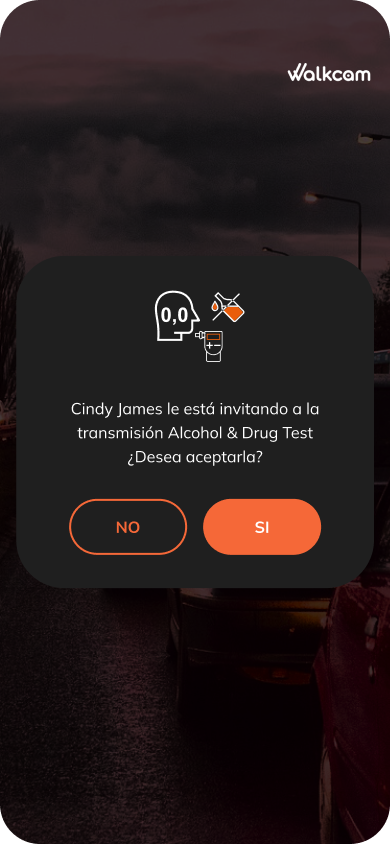 Walkcam
0,0
Cindy James le está invitando a la
transmisión Alcohol & Drug Test
¿Desea aceptarla?
NO
SI